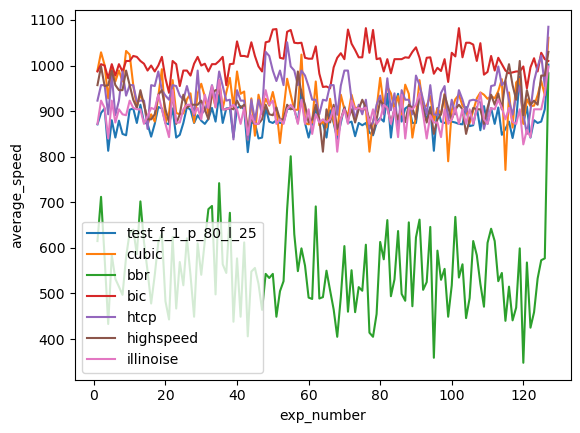 1100
1000
900
800
700
600
500
400
average_speed
test_f_1_p_80_l_25
cubic
bbr
bic
htcp
highspeed
illinoise
0
20
40
60
80
100
120
exp_number